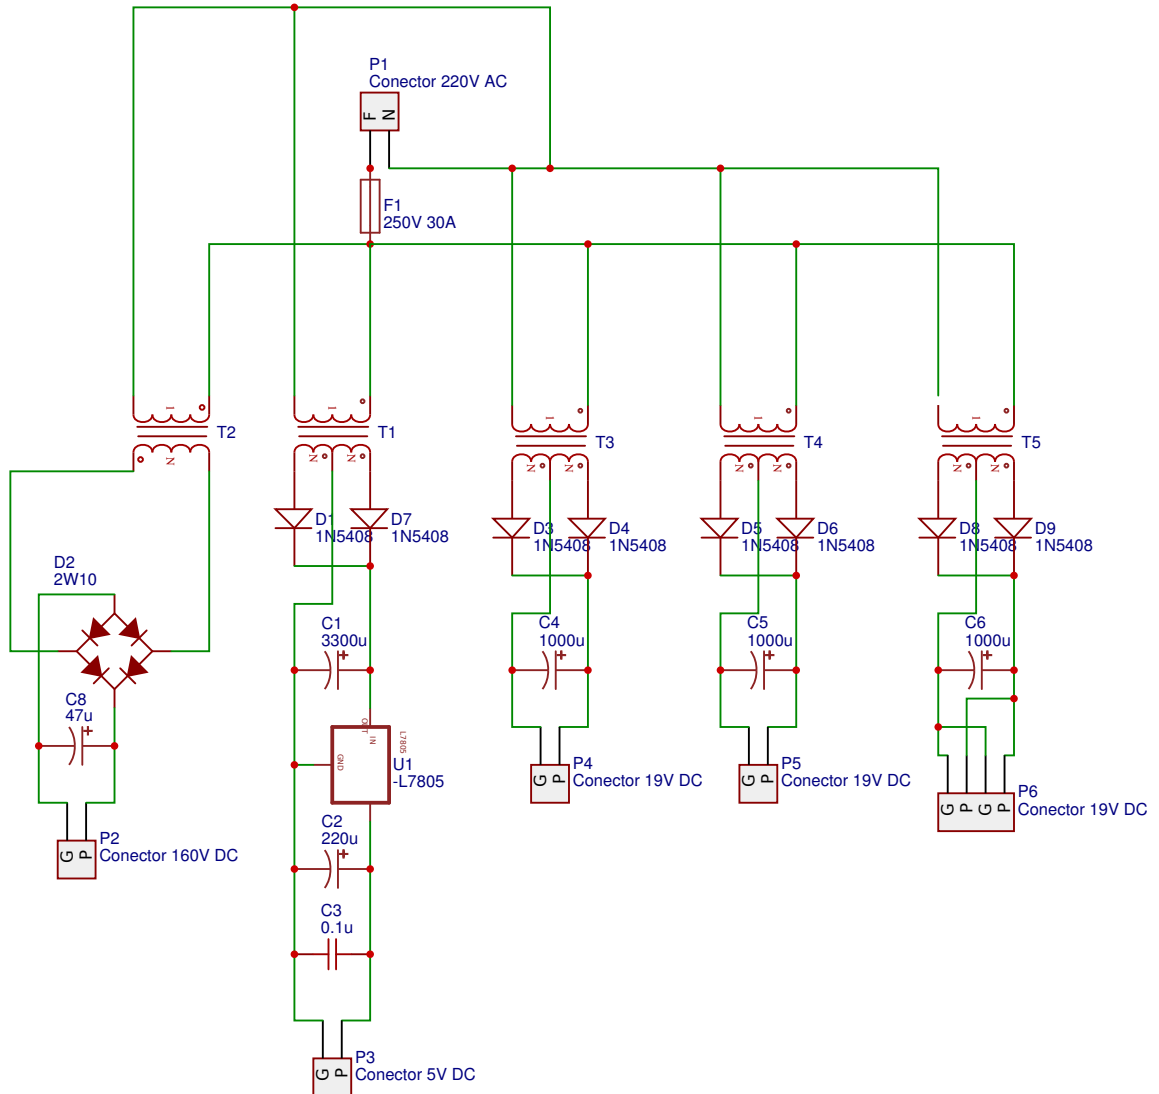 P1
Conector 220V AC
F
N
F1
250V 30A
I
T2
N
I
T1
N
N
I
T3
N
N
I
T4
N
N
I
T5
N
N
D1
1N5408
D7
1N5408
D3
1N5408
D4
1N5408
D5
1N5408
D6
1N5408
D8
1N5408
D9
1N5408
D2
2W10
C1
3300u
C4
1000u
C5
1000u
C6
1000u
C8
47u
OUT
IN
GND
L7805
U1
-L7805
P4
Conector 19V DC
G
P
P5
Conector 19V DC
G
P
P6
Conector 19V DC
G
P
G
P
C2
220u
P2
Conector 160V DC
G
P
C3
0.1u
P3
Conector 5V DC
G
P